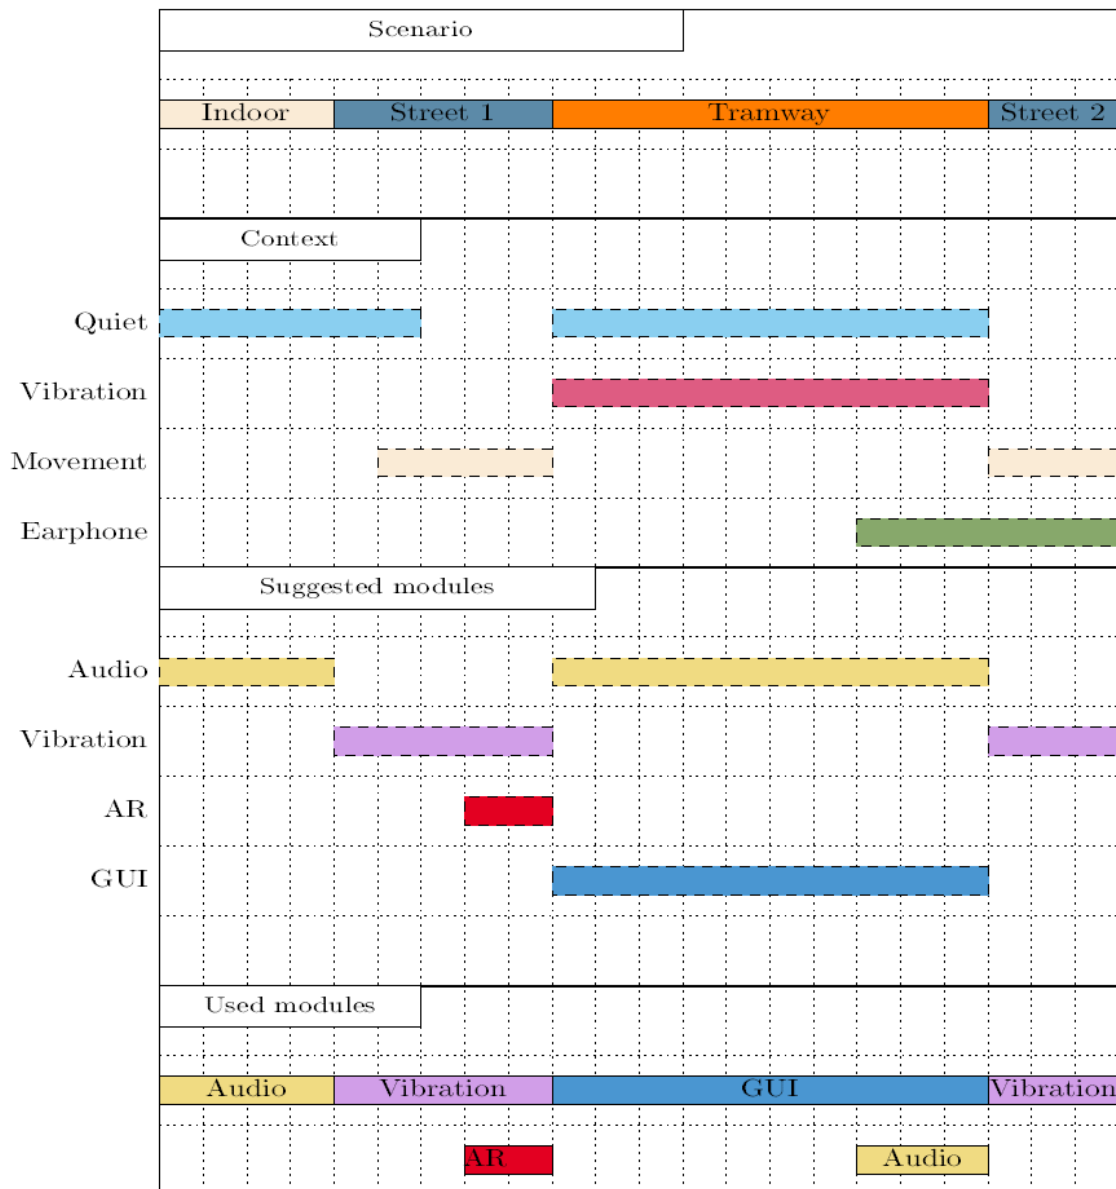 Scenario
Indoor Street 1 Tramway Street 2
Context
Quiet
Vibration
Movement
Earphone
Suggested modules
Audio
Vibration
AR
GUI
Used modules
Audio Vibration GUI Vibration
AR Audio